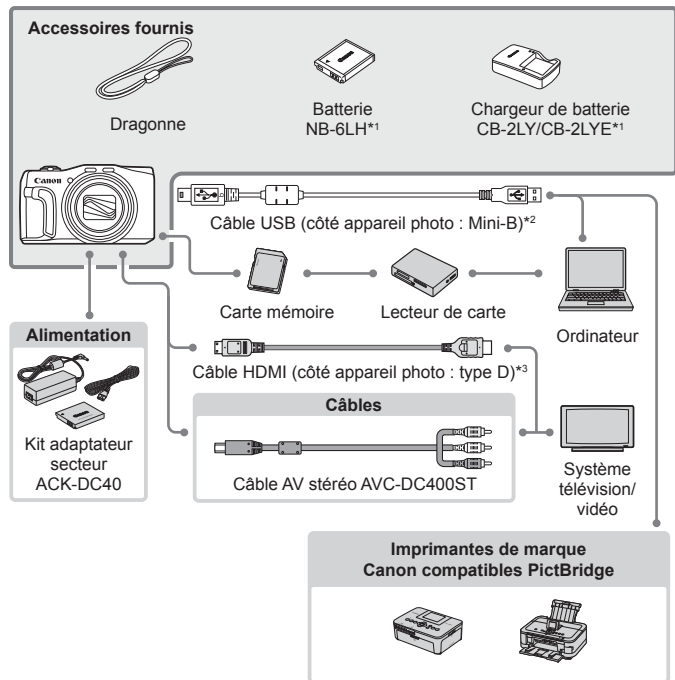 Accessoires fournis
Dragonne
Batterie
NB-6LH*1
Chargeur de batterie
CB-2LY/CB-2LYE*1
Canon
Câble USB (côté appareil photo : Mini-B)*2
Carte mémoire
Lecteur de carte
Ordinateur
Alimentation
Kit adaptateur
secteur
ACK-DC40
Câble HDMI (côté appareil photo : type D)*3
Câbles
Câble AV stéréo AVC-DC400ST
Système
télévision/
vidéo
Imprimantes de marque
Canon compatibles PictBridge